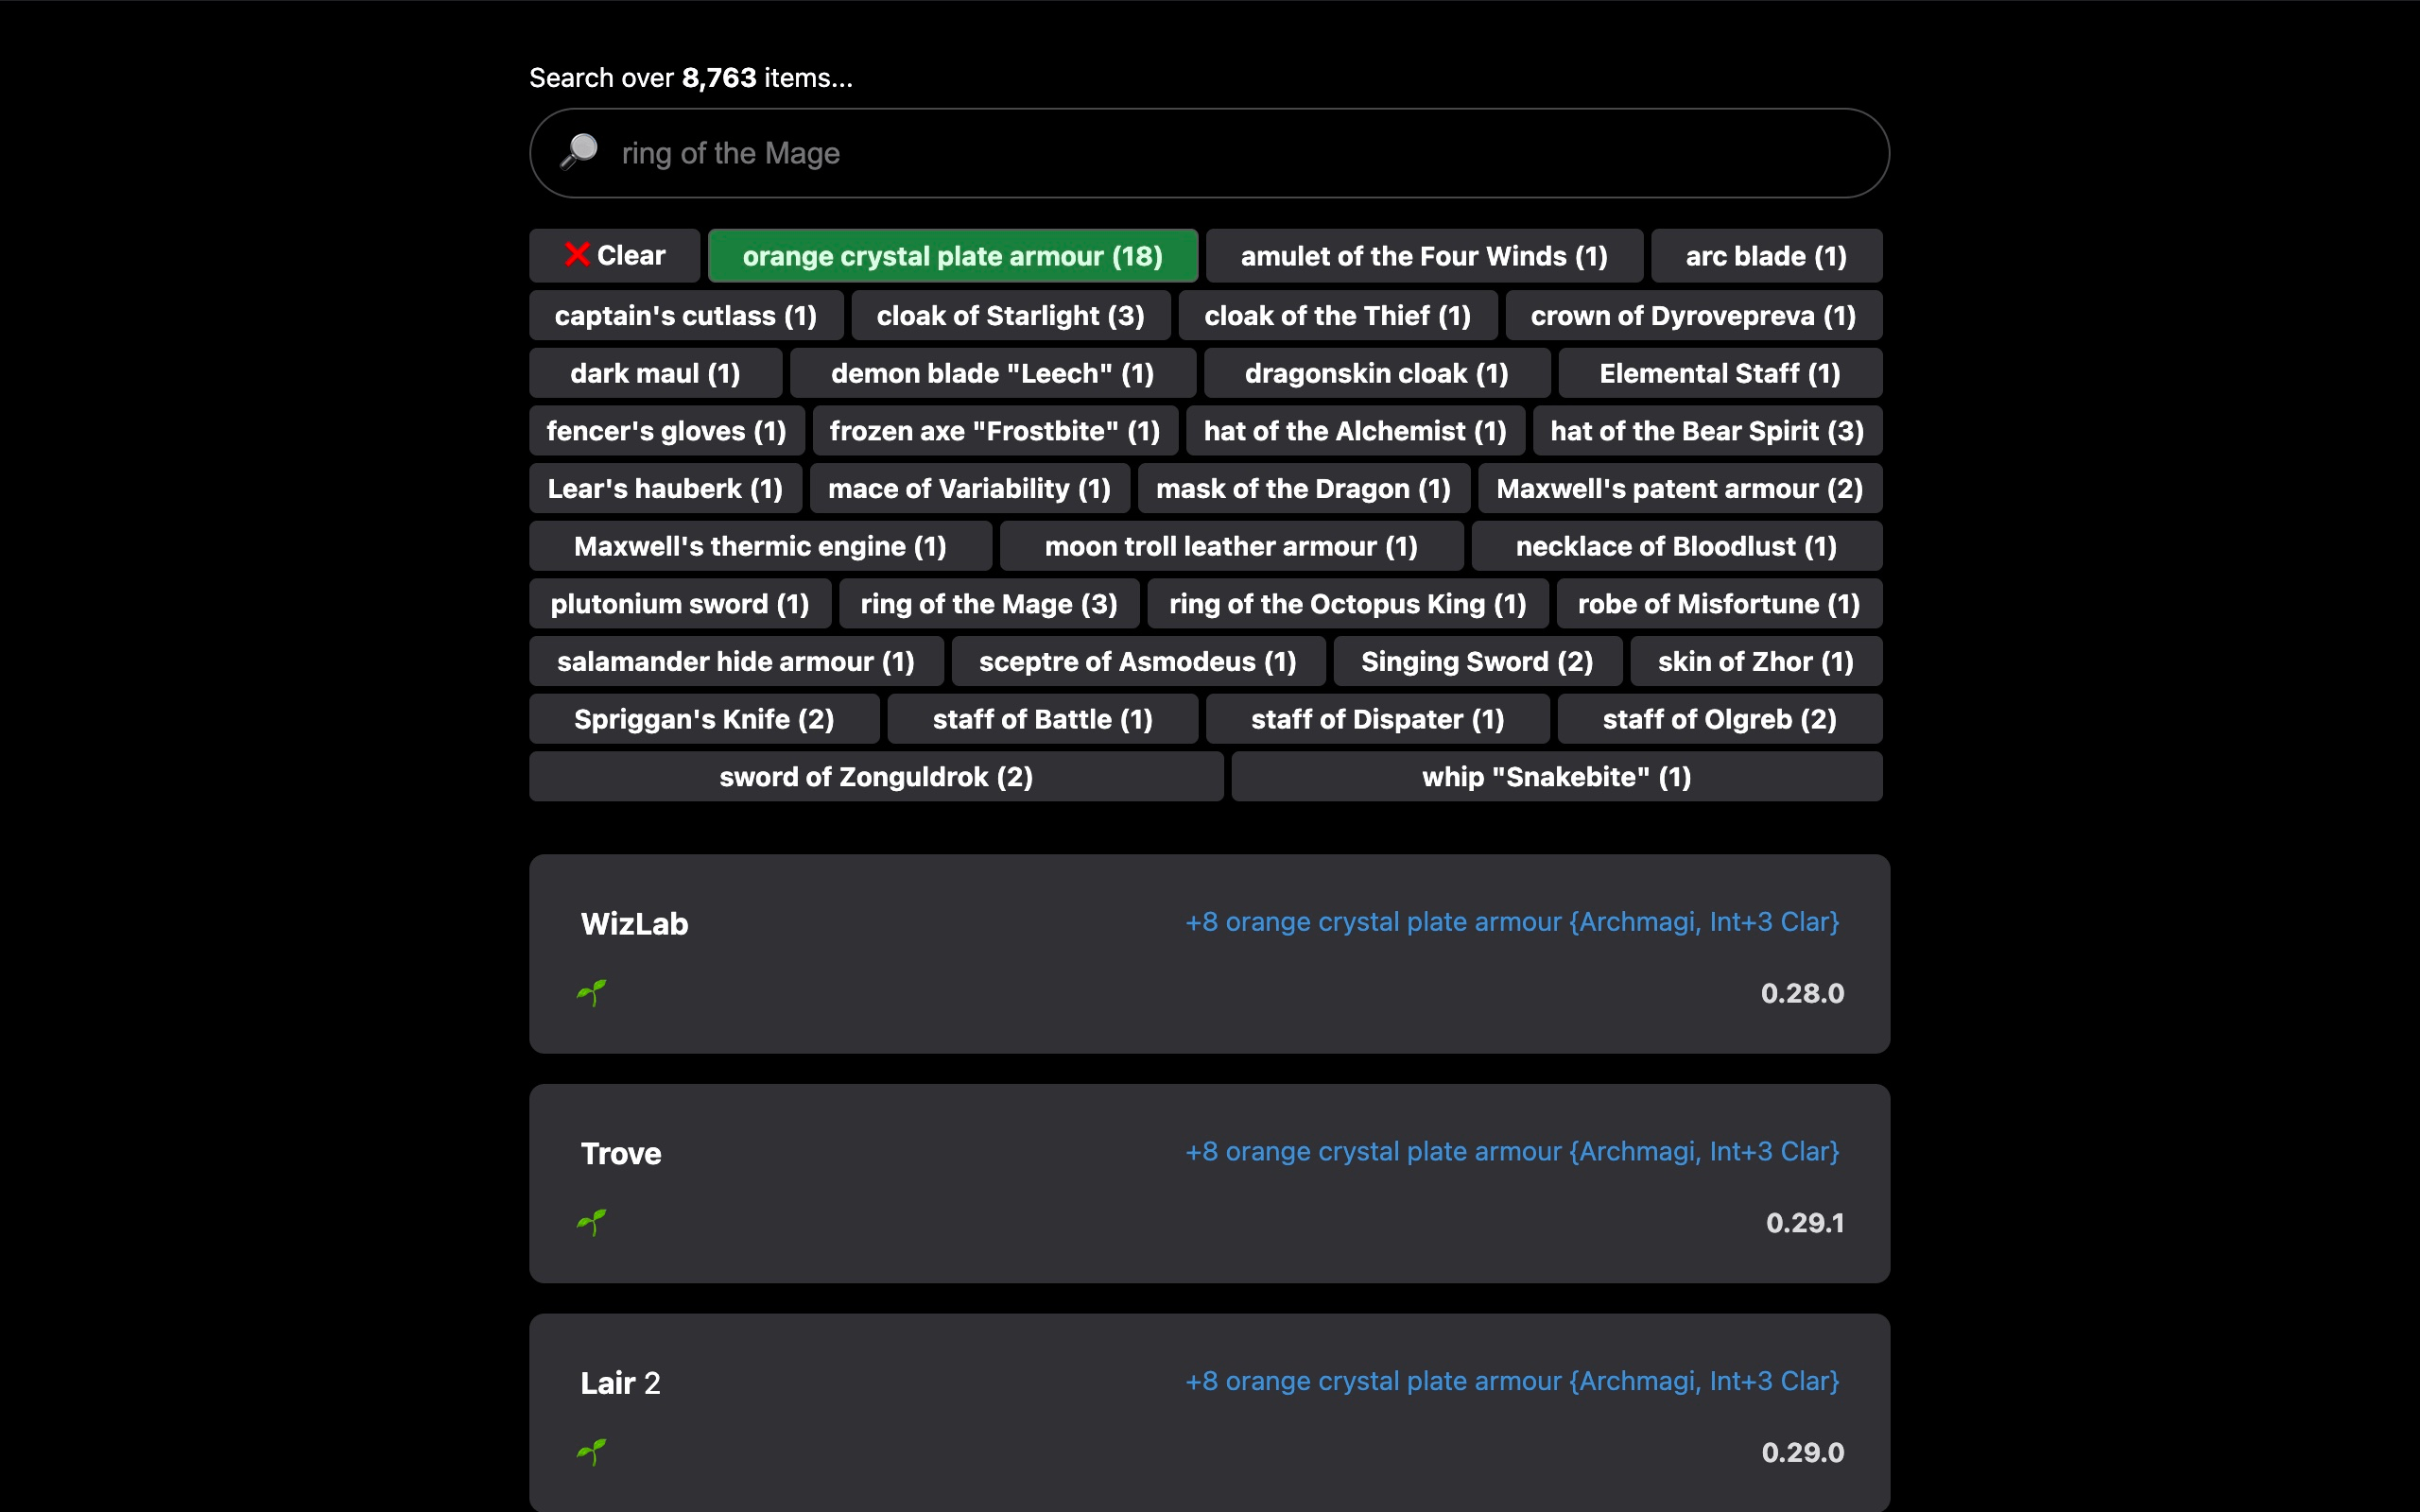 Search over 8,763 items...
ring of the Mage
Clear orange crystal plate armour (18) amulet of the Four Winds (1) arc blade (1)
captain's cutlass (1) cloak of Starlight (3) cloak of the Thief (1) crown of Dyrovepreva (1)
dark maul (1) demon blade "Leech" (1) dragonskin cloak (1) Elemental Staff (1)
fencer's gloves (1) frozen axe "Frostbite" (1) hat of the Alchemist (1) hat of the Bear Spirit (3)
Lear's hauberk (1) mace of Variability (1) mask of the Dragon (1) Maxwell's patent armour (2)
Maxwell's thermic engine (1) moon troll leather armour (1) necklace of Bloodlust (1)
plutonium sword (1) ring of the Mage (3) ring of the Octopus King (1) robe of Misfortune (1)
salamander hide armour (1) sceptre of Asmodeus (1) Singing Sword (2) skin of Zhor (1)
Spriggan's Knife (2) staff of Battle (1) staff of Dispater (1) staff of Olgreb (2)
sword of Zonguldrok (2) whip "Snakebite" (1)
WizLab +8 orange crystal plate armour {Archmagi, Int+3 Clar}
0.28.0
Trove +8 orange crystal plate armour {Archmagi, Int+3 Clar}
0.29.1
Lair 2 +8 orange crystal plate armour {Archmagi, Int+3 Clar}
0.29.0